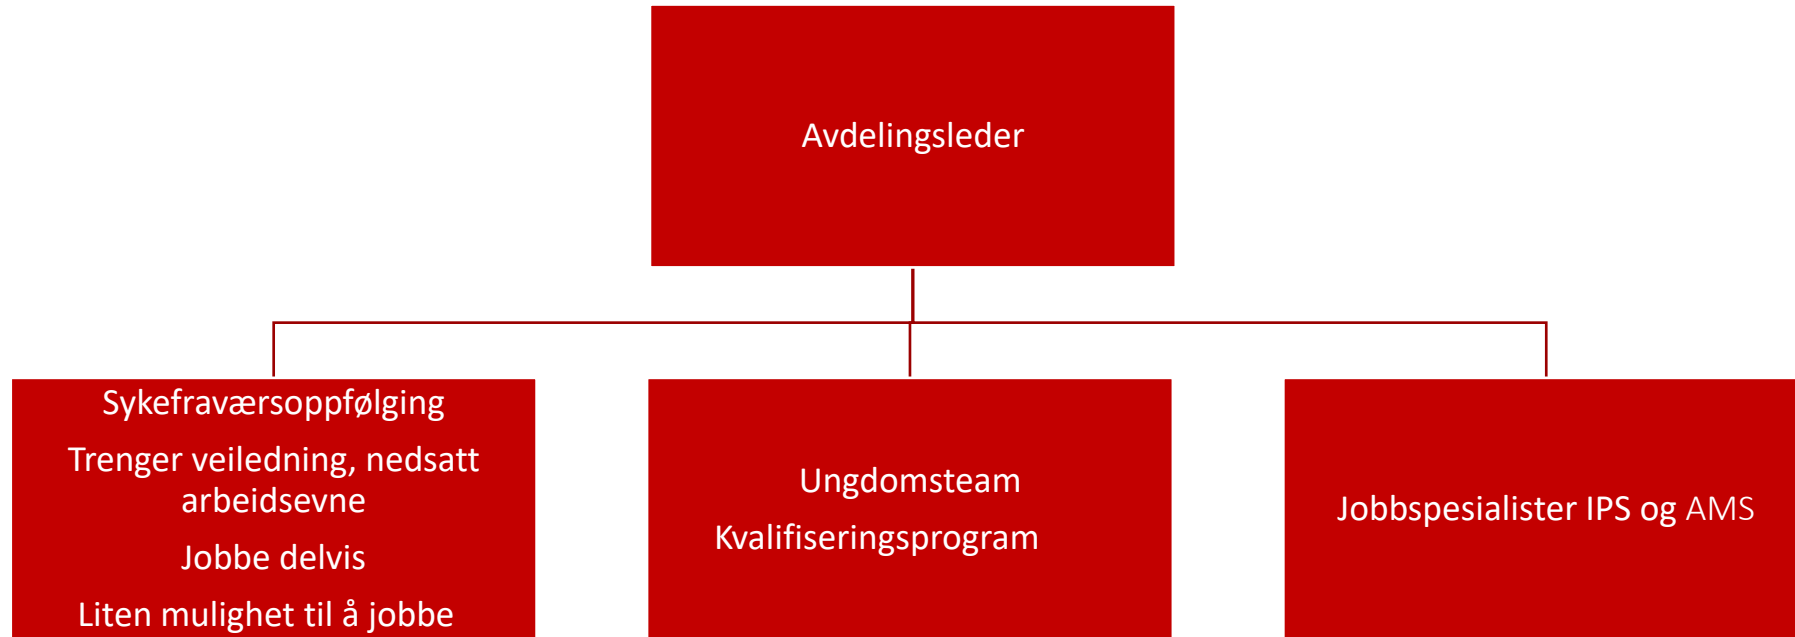 Avdelingsleder
Sykefraværsoppfølging
Trenger veiledning, nedsatt
arbeidsevne
Jobbe delvis
Liten mulighet til å jobbe
Ungdomsteam
Kvalifiseringsprogram
Jobbspesialister IPS og AMS